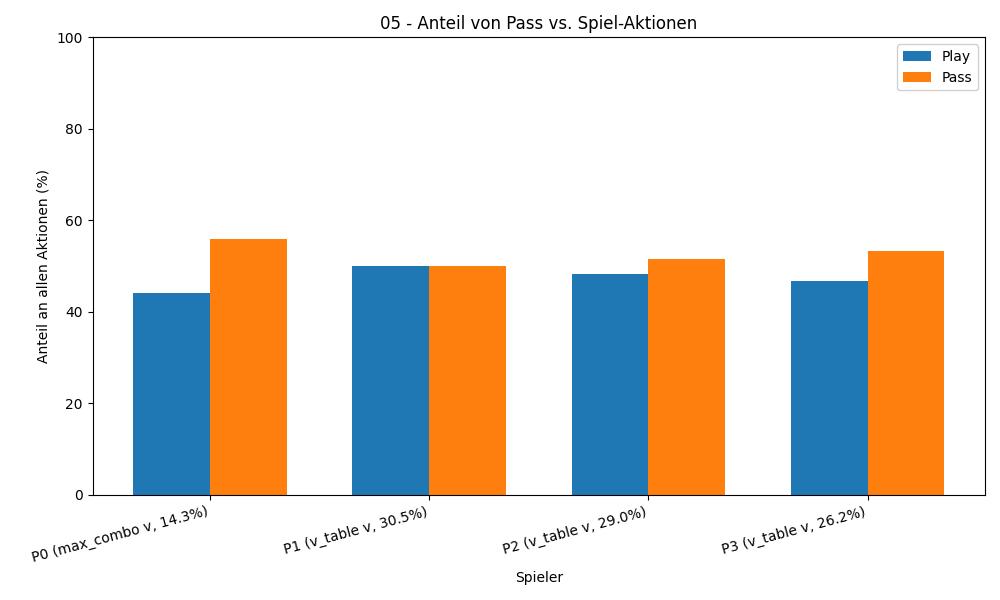 05 - Anteil von Pass vs. Spiel-Aktionen
Play
Pass
Anteil an allen Aktionen (%)
100
80
60
40
20
0
P0 (max_combo v, 14.3%)
P1 (v_table v, 30.5%)
P2 (v_table v, 29.0%)
P3 (v_table v, 26.2%)
Spieler